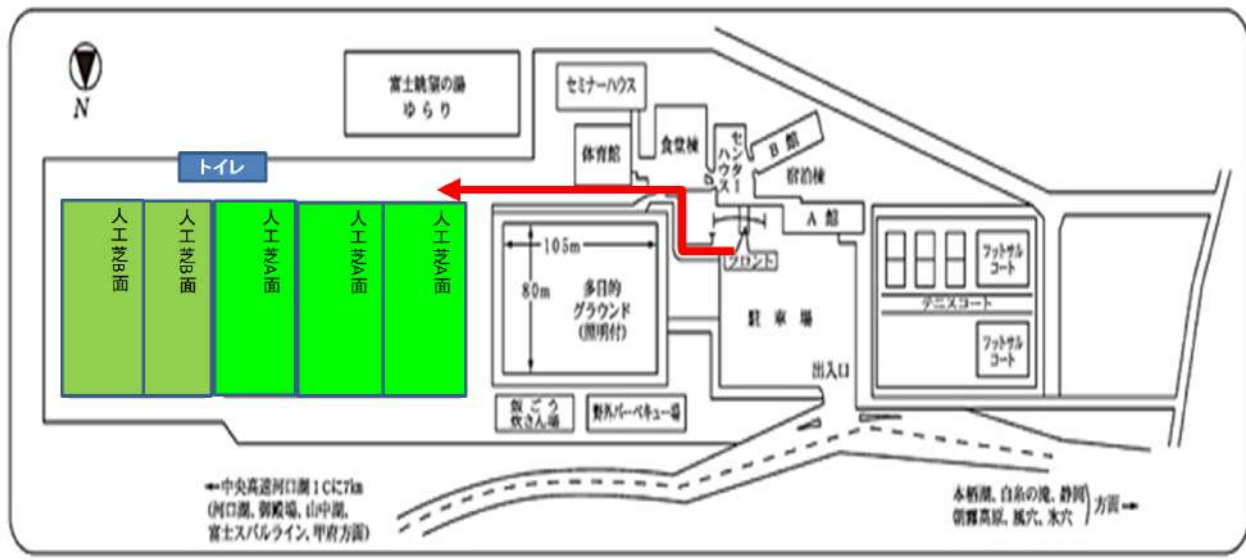 N
富士眺望の湯
ゆらり
セミナーハウス
体育館
食堂棟
センター
ハウス
B館
宿泊棟
A館
トイレ
人工芝B面
人工芝B面
人工芝A面
人工芝A面
人工芝A面
105m
80m
多目的
グラウンド
(照明付)
フロント
駐車場
出入口
フットサル
コート
テニスコート
フットサル
コート
飯ごう
炊さん場
野外バーベキュー場
←中央高速河口湖ICに7km
(河口湖、御殿場、山中湖、
富士スバルライン、甲府方面)
本栖湖、白糸の滝、静岡
朝霧高原、風穴、氷穴
)方面→